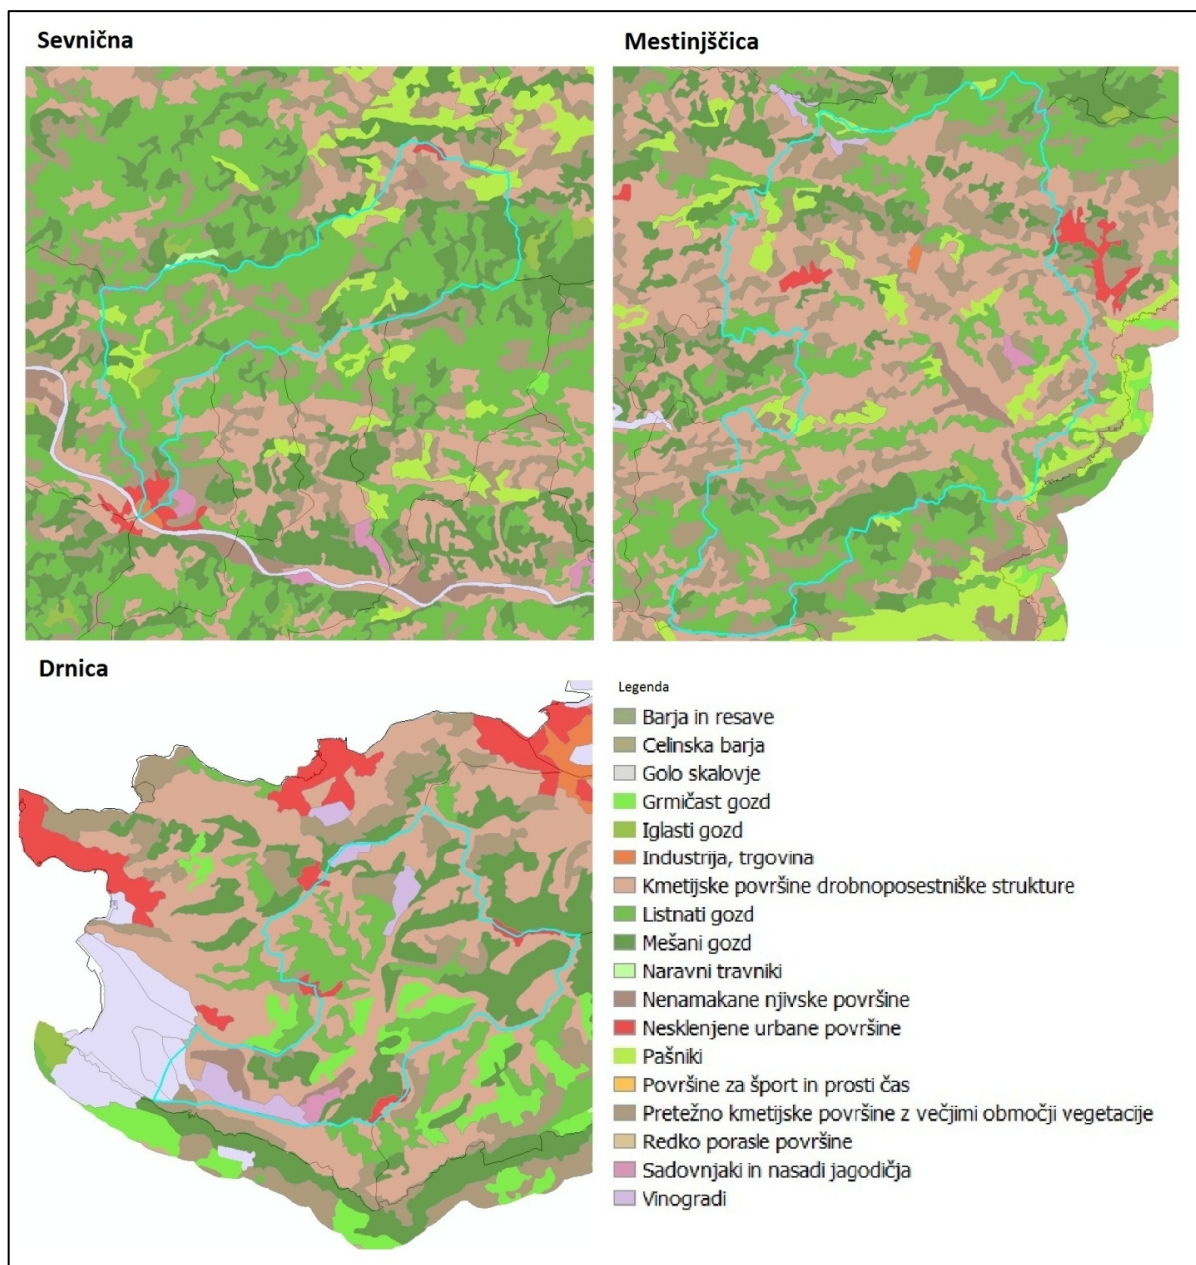 Sevnična
Mestinjščica
Drnica
Legenda
Barja in resave
Celinska barja
Golo skalovje
Grmičast gozd
Iglasti gozd
Industrija, trgovina
Kmetijske površine drobnoposestniške strukture
Listnati gozd
Mešani gozd
Naravni travniki
Nenamakane njivske površine
Nesklenjene urbane površine
Pašniki
Površine za šport in prosti čas
Pretežno kmetijske površine z večjimi območji vegetacije
Redko porasle površine
Sadovnjaki in nasadi jagodičja
Vinogradi